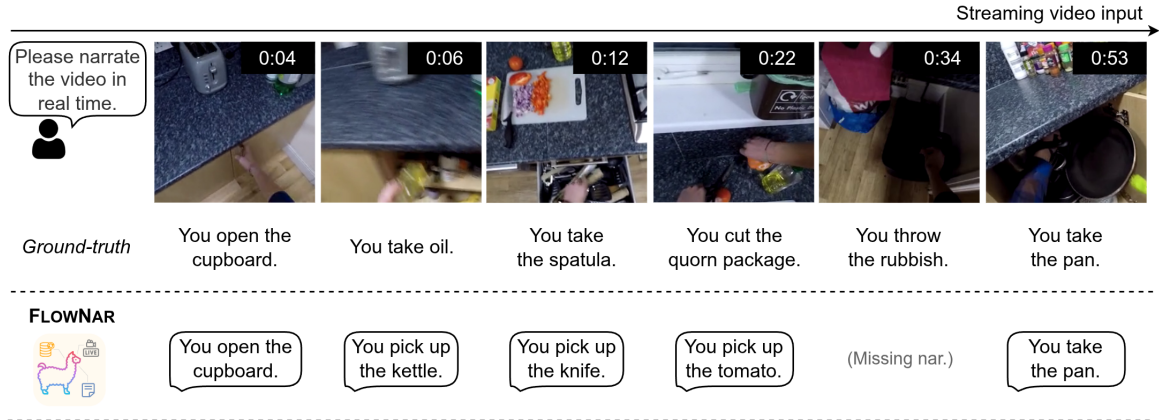 Streaming video input
Please narrate
the video in
real time.
0:04
0:06
0:12
0:22
0:34
0:53
Ground-truth
You open the
cupboard.
You take oil.
You take
the spatula.
You cut the
quorn package.
You throw
the rubbish.
You take
the pan.
FLOWNAR
LIVE
You open the
cupboard.
You pick up
the kettle.
You pick up
the knife.
You pick up
the tomato.
(Missing nar.)
You take
the pan.